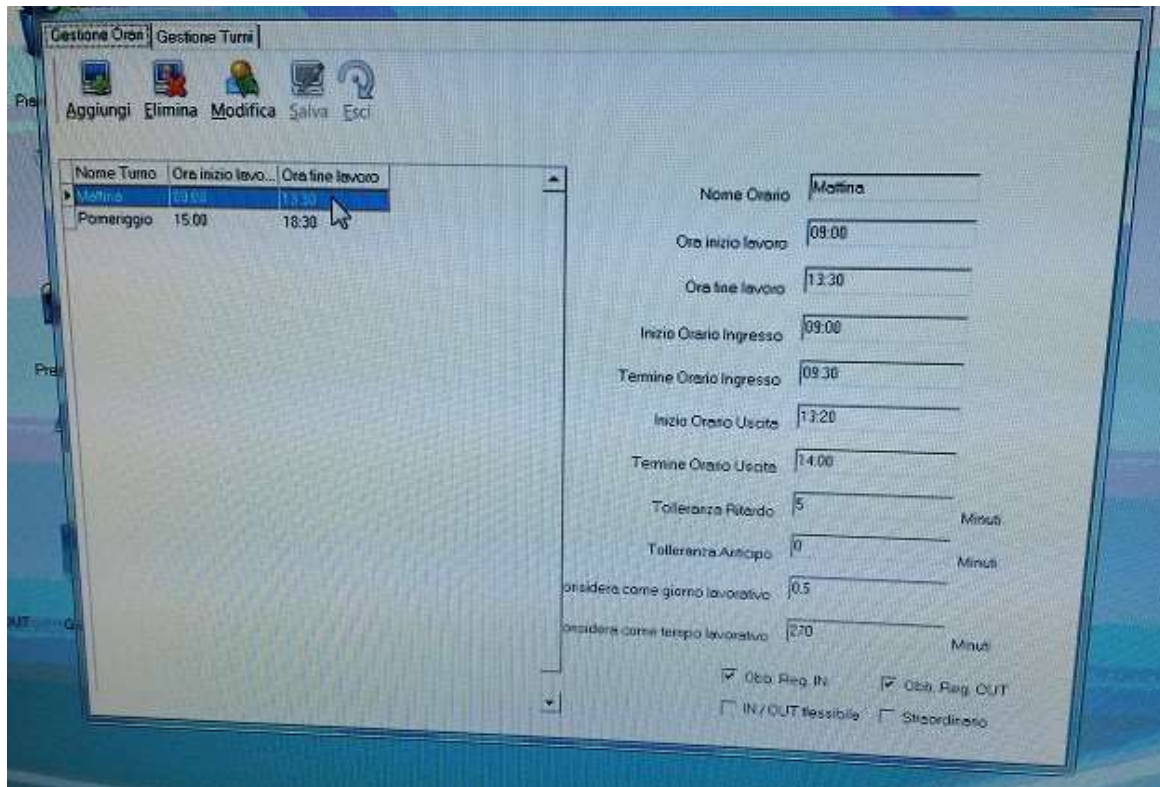 Gestione Orari Gestione Turni
Aggiungi Elimina Modifica Salva Esci
Nome Turno Ora inizio lavo... Ora fine lavoro
Mattina 09:00 13:30
Pomeriggio 15:00 18:30
Nome Orario Mattina
Ora inizio lavoro 09:00
Ora fine lavoro 13:30
Inizio Orario Ingresso 09:00
Termine Orario Ingresso 09:30
Inizio Orario Uscita 13:20
Termine Orario Uscita 14:00
Tolleranza Ritardo 5 Minuti
Tolleranza Anticipo 0 Minuti
onsidera come giorno lavorativo 0.5
onsidera come tempo lavorativo 270 Minuti
Obb. Reg. IN Obb. Reg. OUT
IN / OUT flessibile Straordinario
Pre
OUT